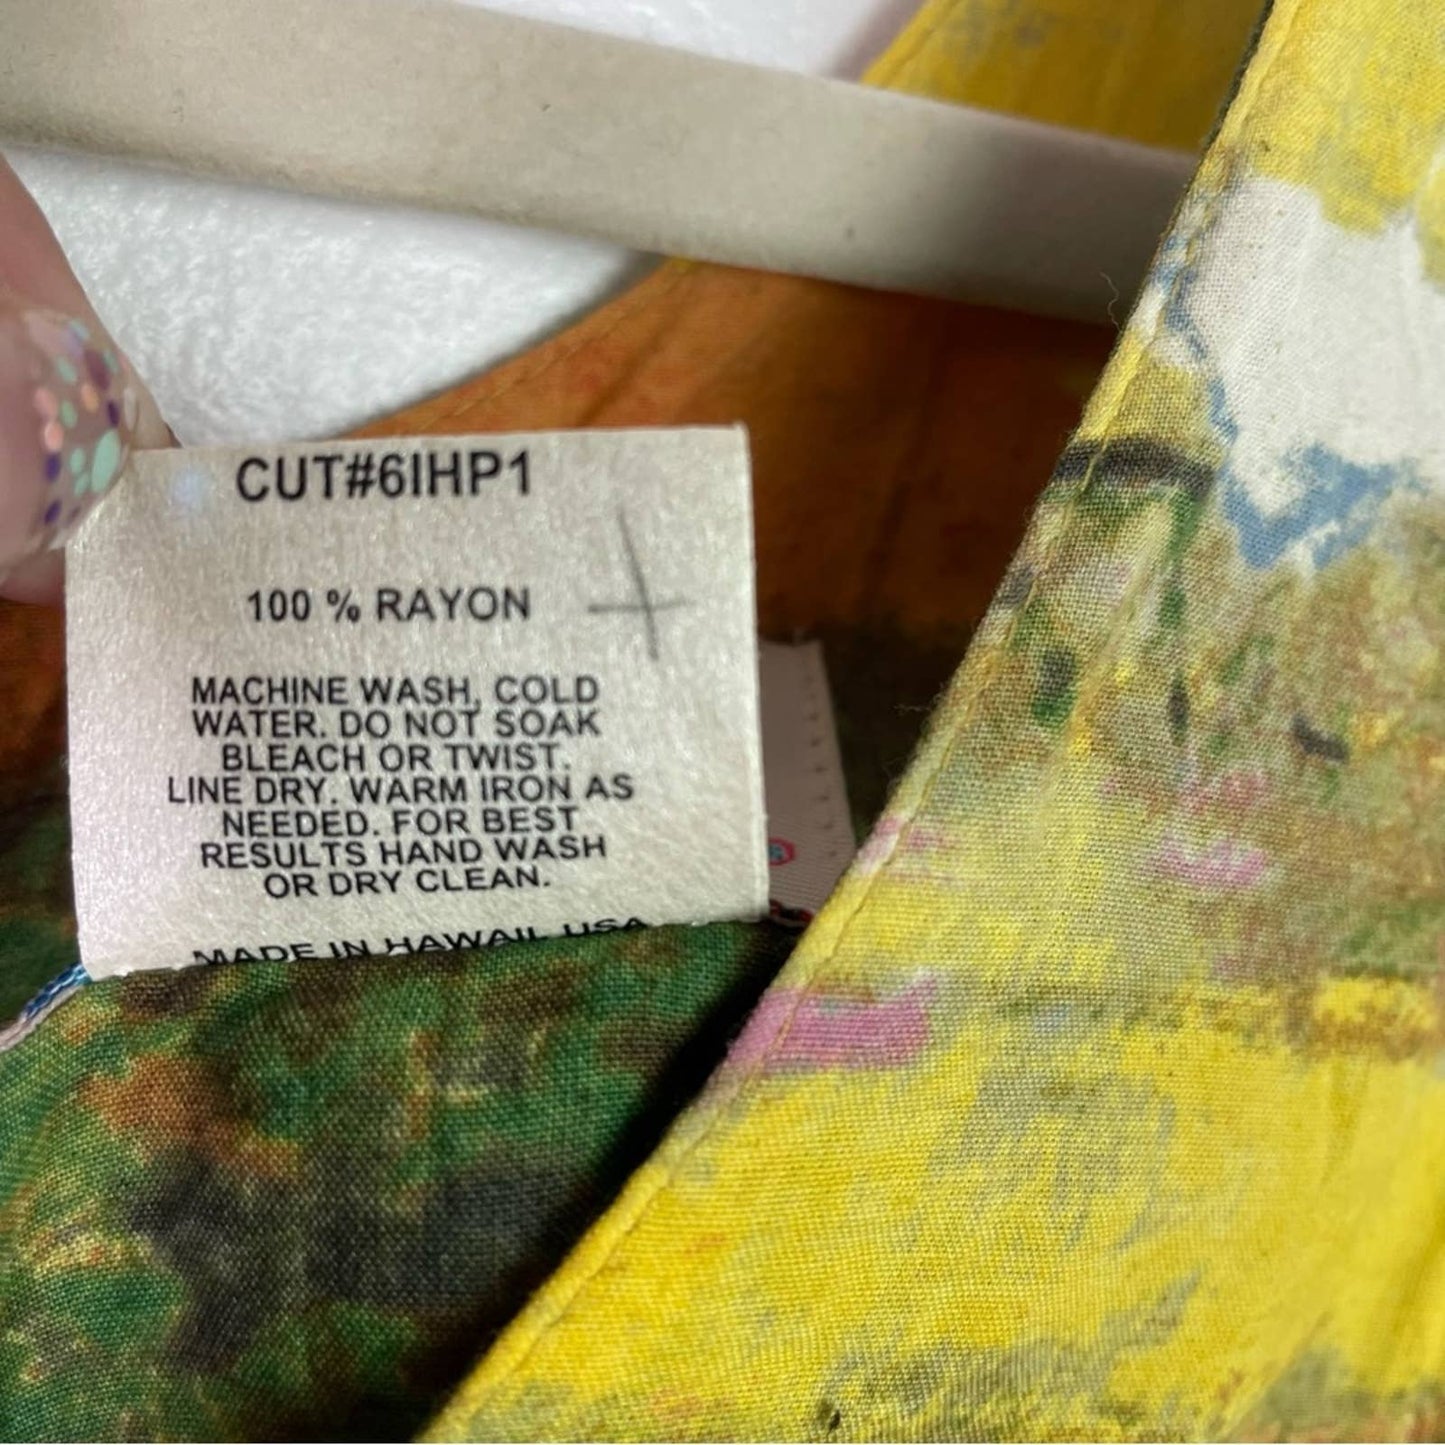 CUT#6IHP1
100 % RAYON
MACHINE WASH, COLD
WATER. DO NOT SOAK
BLEACH OR TWIST.
LINE DRY. WARM IRON AS
NEEDED. FOR BEST
RESULTS HAND WASH
OR DRY CLEAN.
MADE IN HAWAII, USA